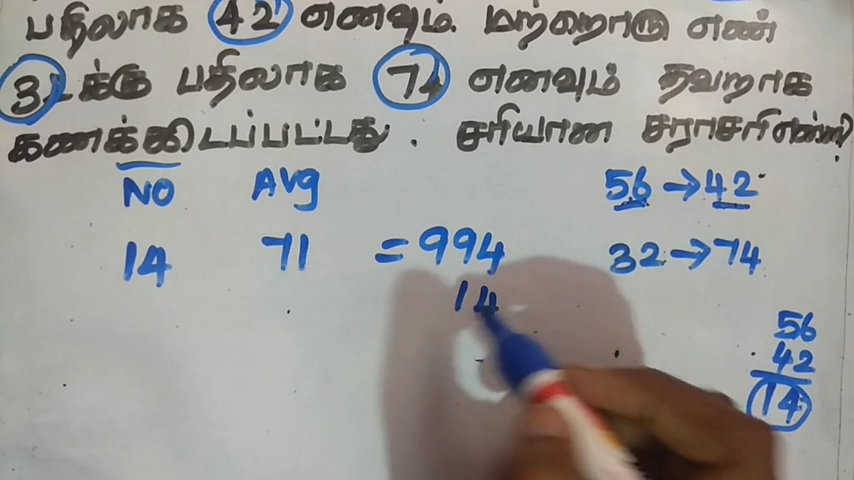 பதிலாக 42 எனவும் மற்றொரு எண்
32க்கு பதிலாக 74 எனவும் தவறாக
கணக்கிடப்பட்டது. சரியான சராசரி என்ன?
NO Avg 56→42
14 71 = 994 32→74
14
56
42
14